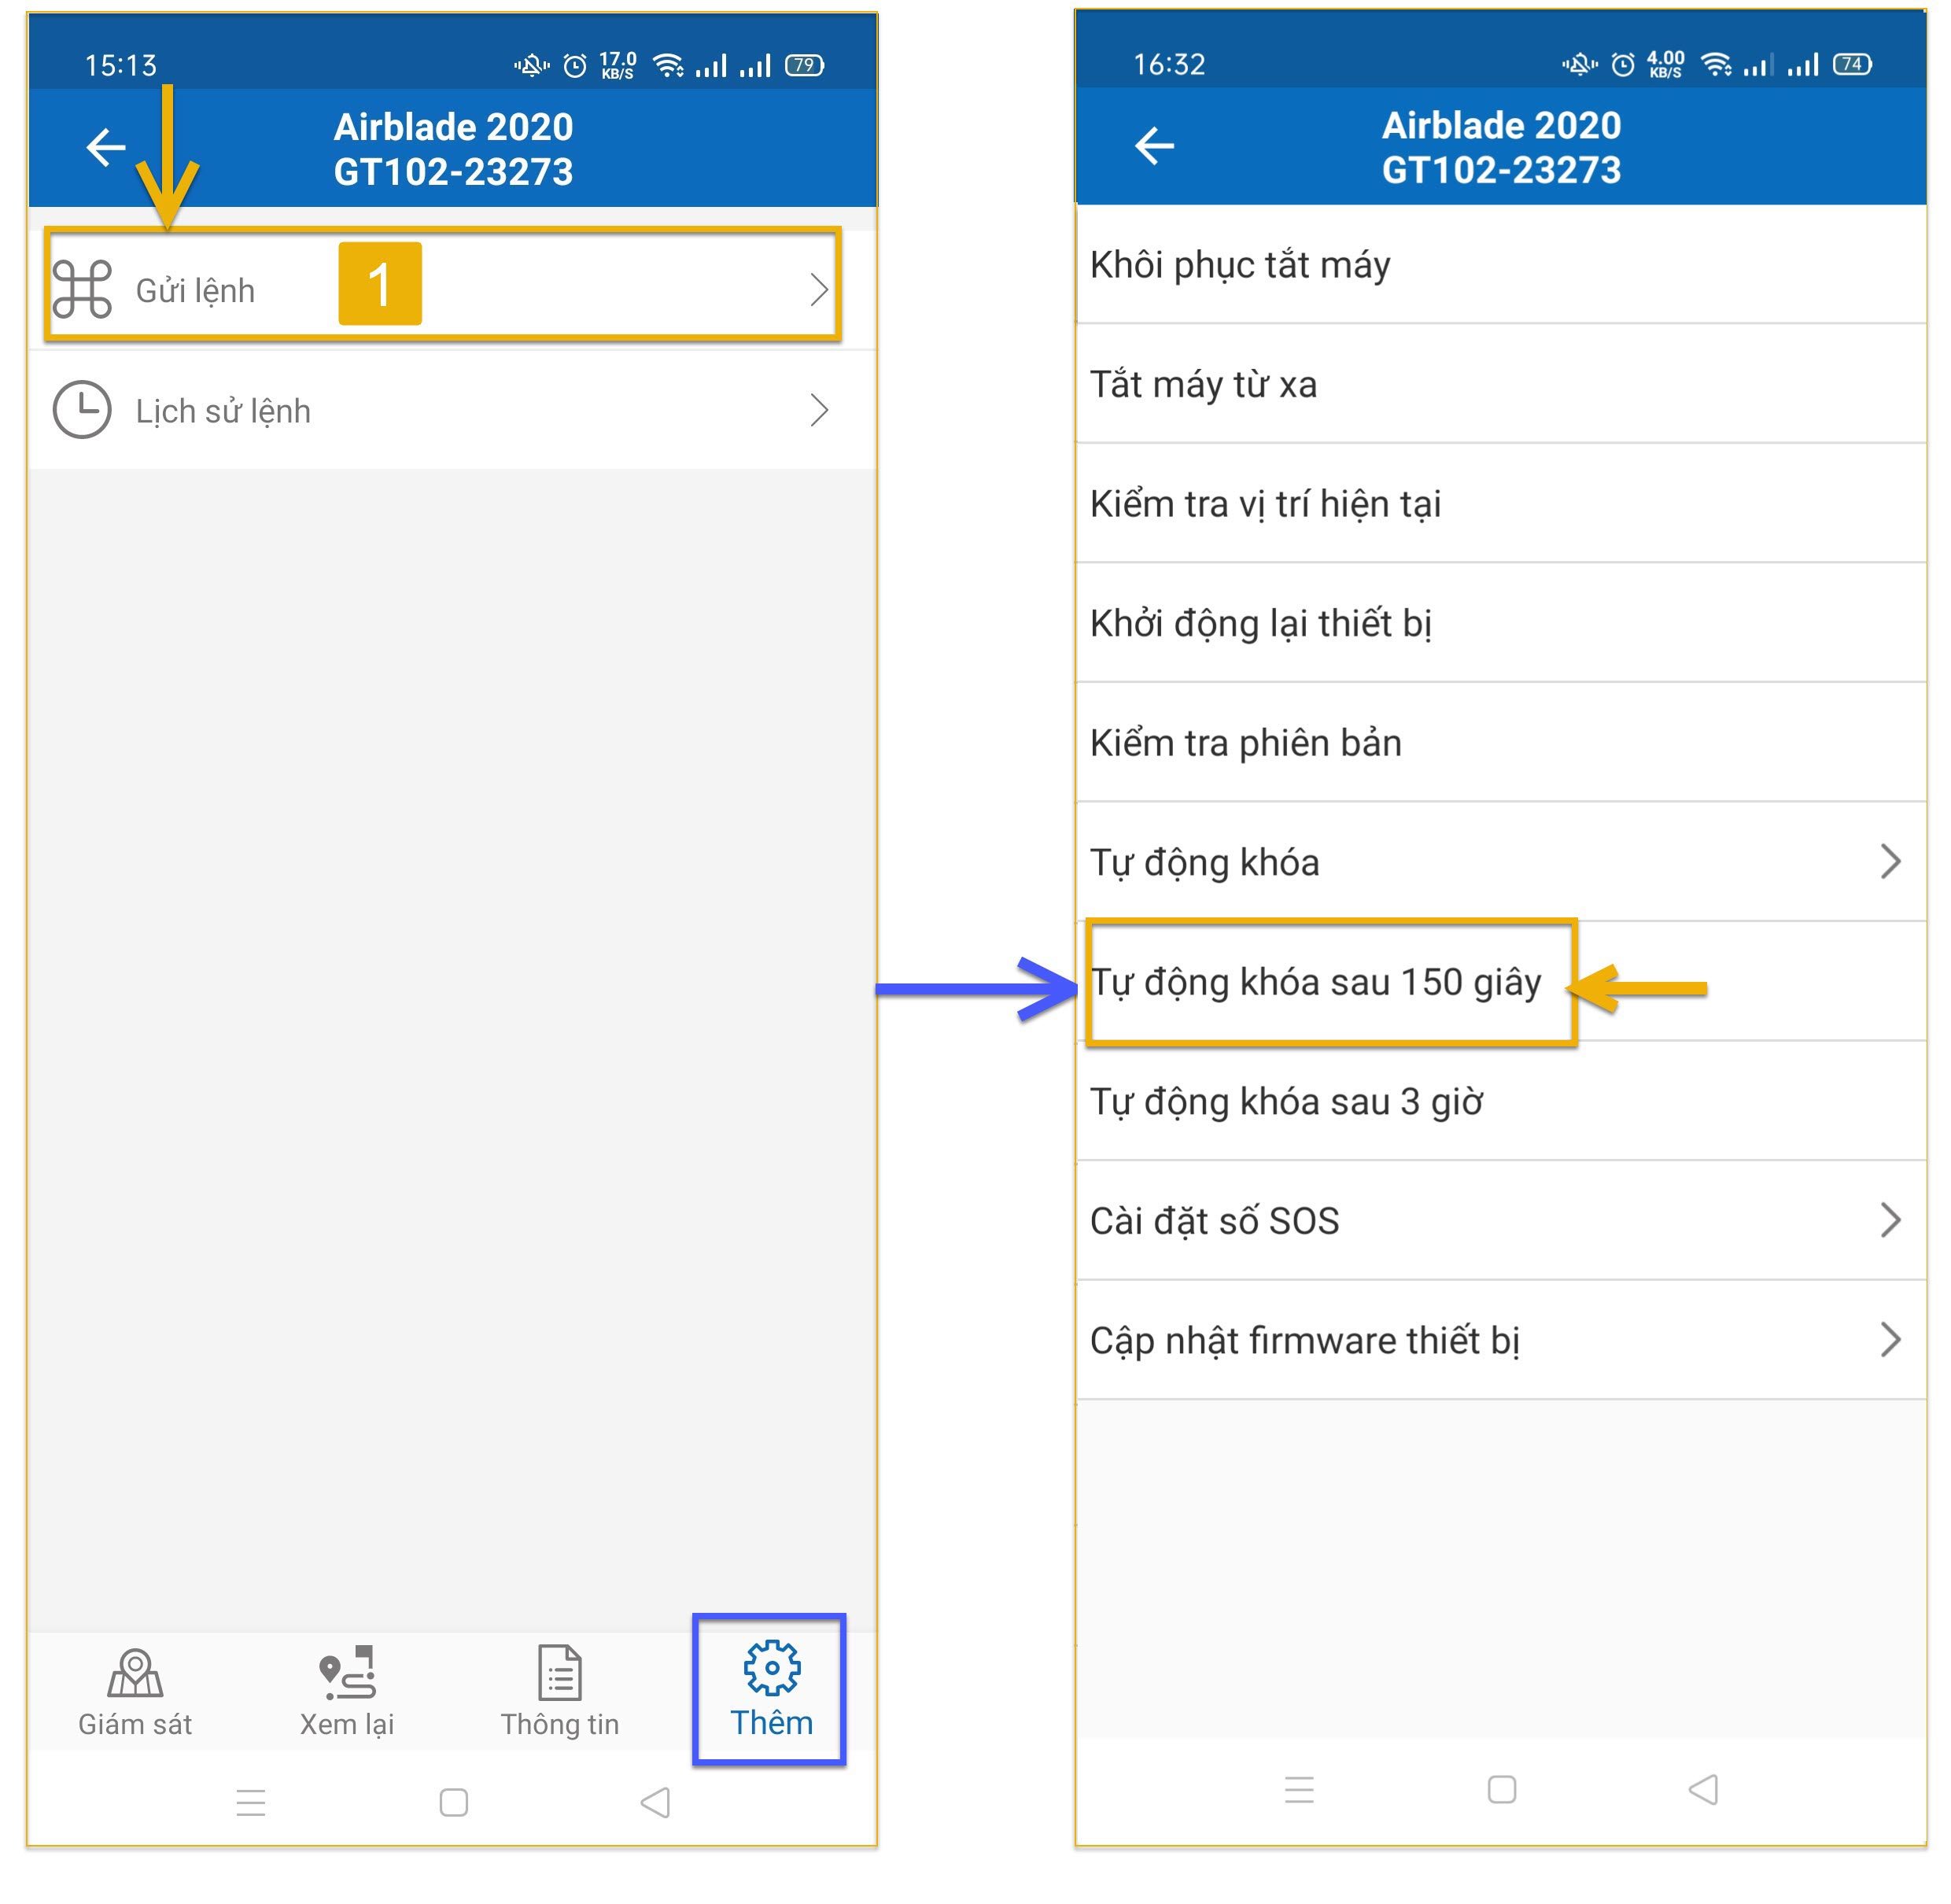 15:13
17.0
KB/S
79
Airblade 2020
GT102-23273
Gửi lệnh
1
Lịch sử lệnh
Giám sát
Xem lại
Thông tin
Thêm
16:32
4.00
KB/S
74
Airblade 2020
GT102-23273
Khôi phục tắt máy
Tắt máy từ xa
Kiểm tra vị trí hiện tại
Khởi động lại thiết bị
Kiểm tra phiên bản
Tự động khóa
Tự động khóa sau 150 giây
Tự động khóa sau 3 giờ
Cài đặt số SOS
Cập nhật firmware thiết bị